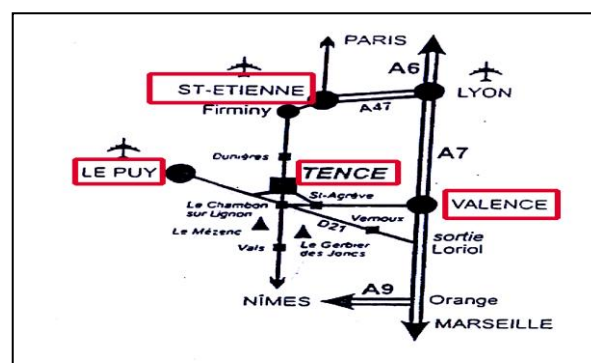 PARIS
A6
ST-ETIENNE
LYON
A47
Firminy
A7
Dunières
LE PUY
TENCE
St-Agrève
Le Chambon
sur Lignon
VALENCE
D21
Vernoux
Le Mézenc
sortie
Loriol
Vals
Le Gerbier
des Joncs
A9
NÎMES
Orange
MARSEILLE